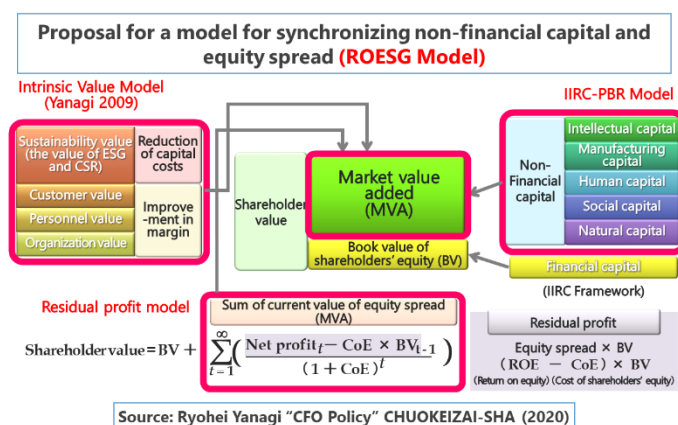 Proposal for a model for synchronizing non-financial capital and
equity spread (ROESG Model)
Intrinsic Value Model
(Yanagi 2009)
IIRC-PBR Model
Sustainability value
(the value of ESG
and CSR)
Reduction
of capital
costs
Customer value
Personnel value
Organization value
Improve
-ment in
margin
Shareholder
value
Market value
added
(MVA)
Book value of
shareholders' equity (BV)
Non-
Financial
capital
Intellectual capital
Manufacturing
capital
Human capital
Social capital
Natural capital
Financial capital
(IIRC Framework)
Residual profit model
Sum of current value of equity spread
(MVA)
Shareholder value = BV + ∑_{t=1}^{∞} ( (Net profit_t − CoE × BV_{t-1}) / (1 + CoE)^t )
Residual profit
Equity spread × BV
(ROE − CoE) × BV
(Return on equity) (Cost of shareholders' equity)
Source: Ryohei Yanagi "CFO Policy" CHUOKEIZAI-SHA (2020)